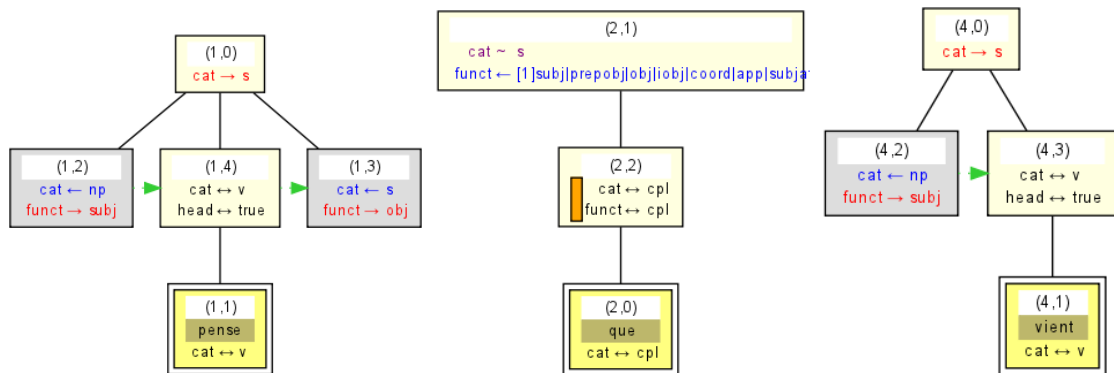 (1,0)
cat → s
(1,2)
cat ← np
funct → subj
(1,4)
cat ↔ v
head ↔ true
(1,3)
cat ← s
funct → obj
(1,1)
pense
cat ↔ v
(2,1)
cat ~ s
funct ← [1]subj|prepobj|obj|iobj|coord|app|subja
(2,2)
cat ↔ cpl
funct ↔ cpl
(2,0)
que
cat ↔ cpl
(4,0)
cat → s
(4,2)
cat ← np
funct → subj
(4,3)
cat ↔ v
head ↔ true
(4,1)
vient
cat ↔ v